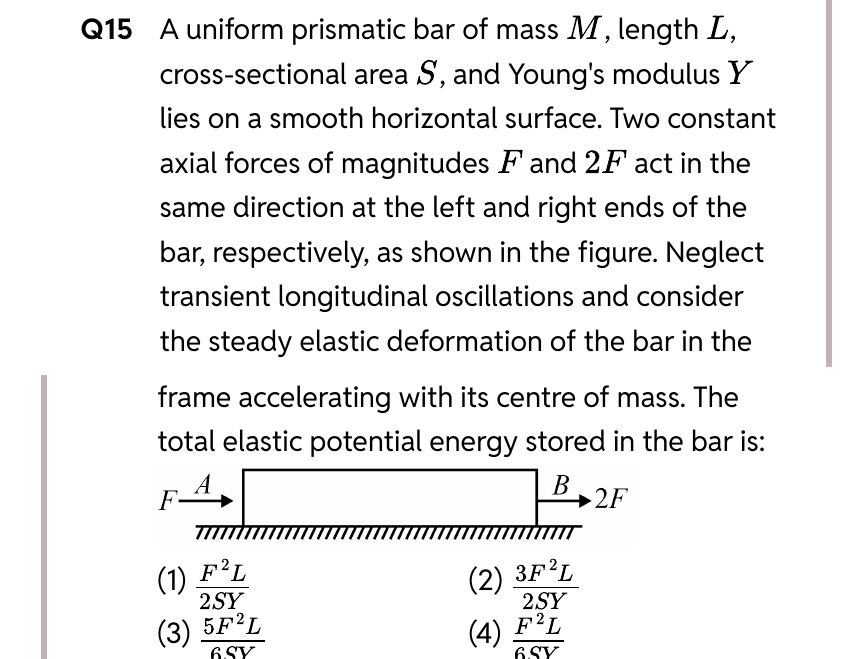 Q15 A uniform prismatic bar of mass M, length L,
cross-sectional area S, and Young's modulus Y
lies on a smooth horizontal surface. Two constant
axial forces of magnitudes F and 2F act in the
same direction at the left and right ends of the
bar, respectively, as shown in the figure. Neglect
transient longitudinal oscillations and consider
the steady elastic deformation of the bar in the
frame accelerating with its centre of mass. The
total elastic potential energy stored in the bar is:
F A B 2F
(1) F²L/2SY (2) 3F²L/2SY
(3) 5F²L/6SY (4) F²L/6SY